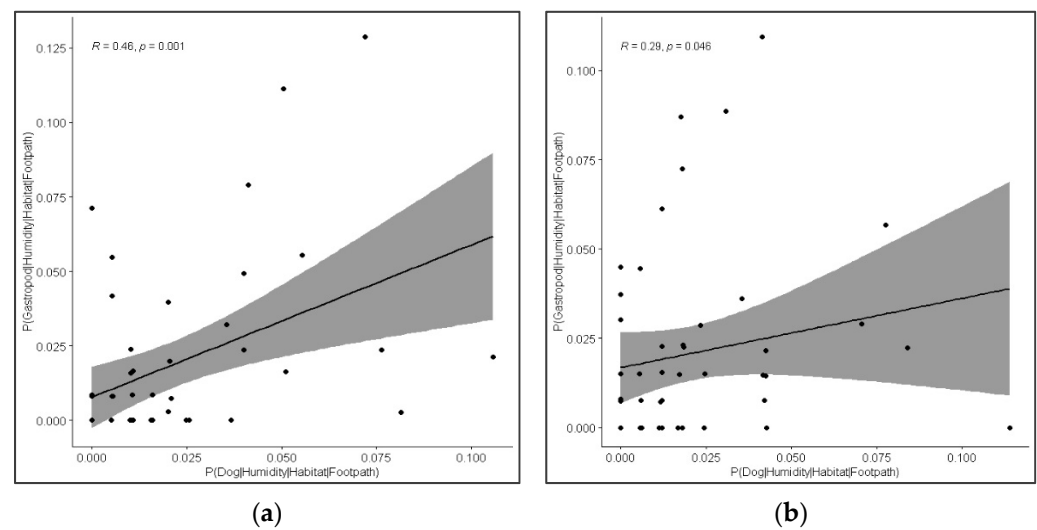 R = 0.46, p = 0.001
0.125
0.100
0.075
0.050
0.025
0.000
P(Gastropod|Humidity|Habitat|Footpath)
0.000 0.025 0.050 0.075 0.100
P(Dog|Humidity|Habitat|Footpath)
(a)
R = 0.29, p = 0.046
0.100
0.075
0.050
0.025
0.000
P(Gastropod|Humidity|Habitat|Footpath)
0.000 0.025 0.050 0.075 0.100
P(Dog|Humidity|Habitat|Footpath)
(b)